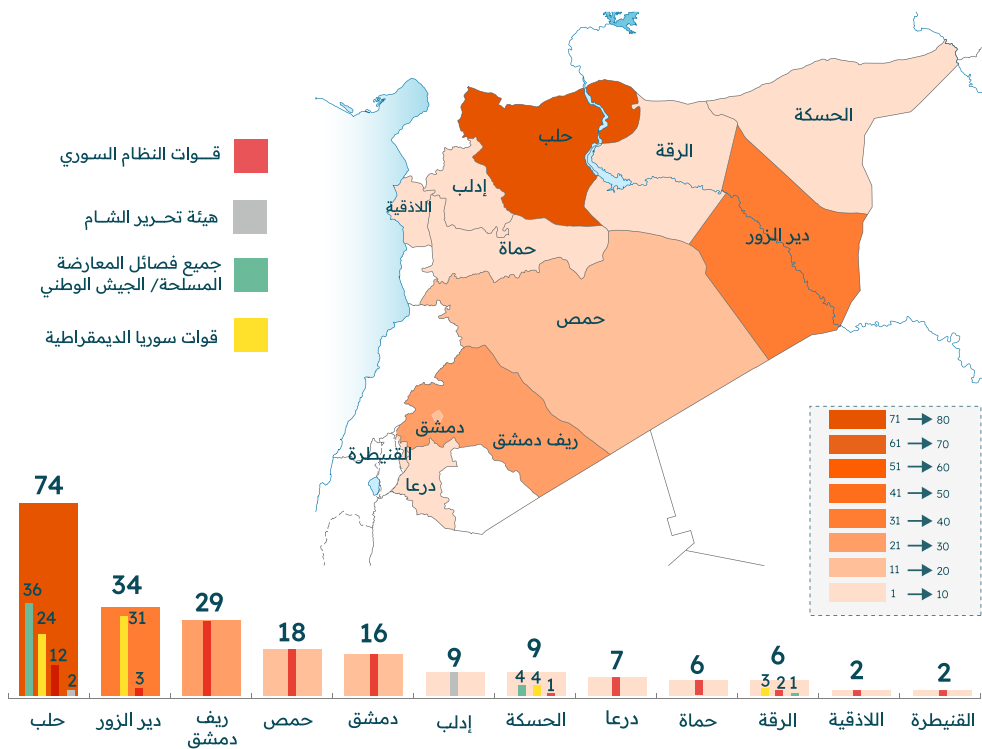 قـــوات النظام السوري
هيئة تحــرير الشــام
جميع فصائل المعارضة
المسلحة/ الجيش الوطني
قوات سوريا الديمقراطية
الحسكة
حلب
الرقة
إدلب
اللاذقية
دير الزور
حماة
حمص
دمشق
ريف دمشق
القنيطرة
درعا
71 80
61 70
51 60
41 50
31 40
21 30
11 20
1 10
74
36
24
12
2
34
31
3
29
18
16
9
9
4 4 1
7
6
6
3 2 1
2
2
حلب
دير الزور
ريف
دمشق
حمص
دمشق
إدلب
الحسكة
درعا
حماة
الرقة
اللاذقية
القنيطرة